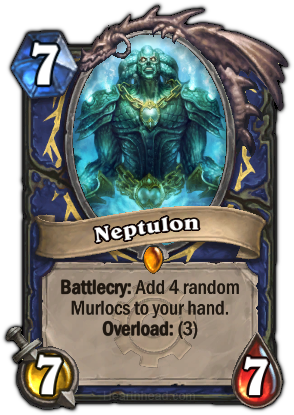 7
Neptulon
Battlecry: Add 4 random
Murlocs to your hand.
Overload: (3)
7
7